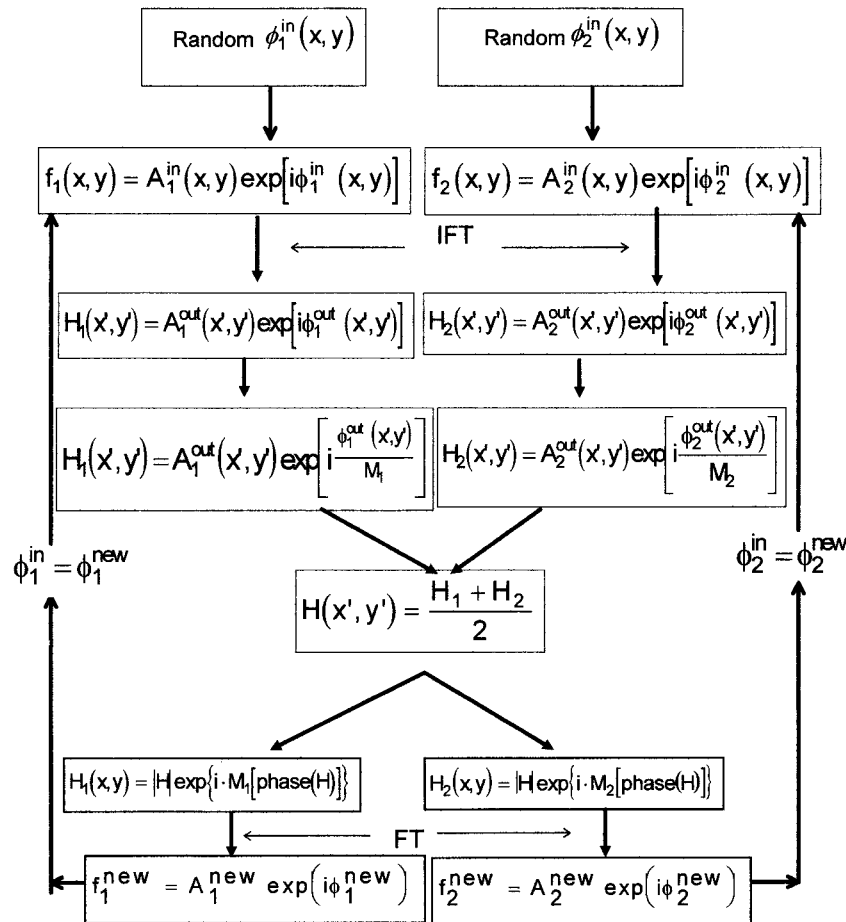 Random ϕ₁ⁱⁿ(x, y)
Random ϕ₂ⁱⁿ(x, y)
f₁(x, y) = A₁ⁱⁿ(x, y) exp[iϕ₁ⁱⁿ (x, y)]
f₂(x, y) = A₂ⁱⁿ(x, y) exp[iϕ₂ⁱⁿ (x, y)]
IFT
H₁(x',y') = A₁ᵒᵘᵗ(x',y') exp[iϕ₁ᵒᵘᵗ (x',y')]
H₂(x',y') = A₂ᵒᵘᵗ(x',y') exp[iϕ₂ᵒᵘᵗ (x',y')]
H₁(x',y') = A₁ᵒᵘᵗ(x',y') exp[i ϕ₁ᵒᵘᵗ(x',y')/M₁]
H₂(x',y') = A₂ᵒᵘᵗ(x',y') exp[i ϕ₂ᵒᵘᵗ(x',y')/M₂]
ϕ₁ⁱⁿ = ϕ₁ⁿᵉʷ
ϕ₂ⁱⁿ = ϕ₂ⁿᵉʷ
H(x',y') = (H₁ + H₂)/2
H₁(x,y) = |H| exp{i·M₁[phase(H)]}
H₂(x,y) = |H| exp{i·M₂[phase(H)]}
FT
f₁ⁿᵉʷ = A₁ⁿᵉʷ exp(iϕ₁ⁿᵉʷ)
f₂ⁿᵉʷ = A₂ⁿᵉʷ exp(iϕ₂ⁿᵉʷ)